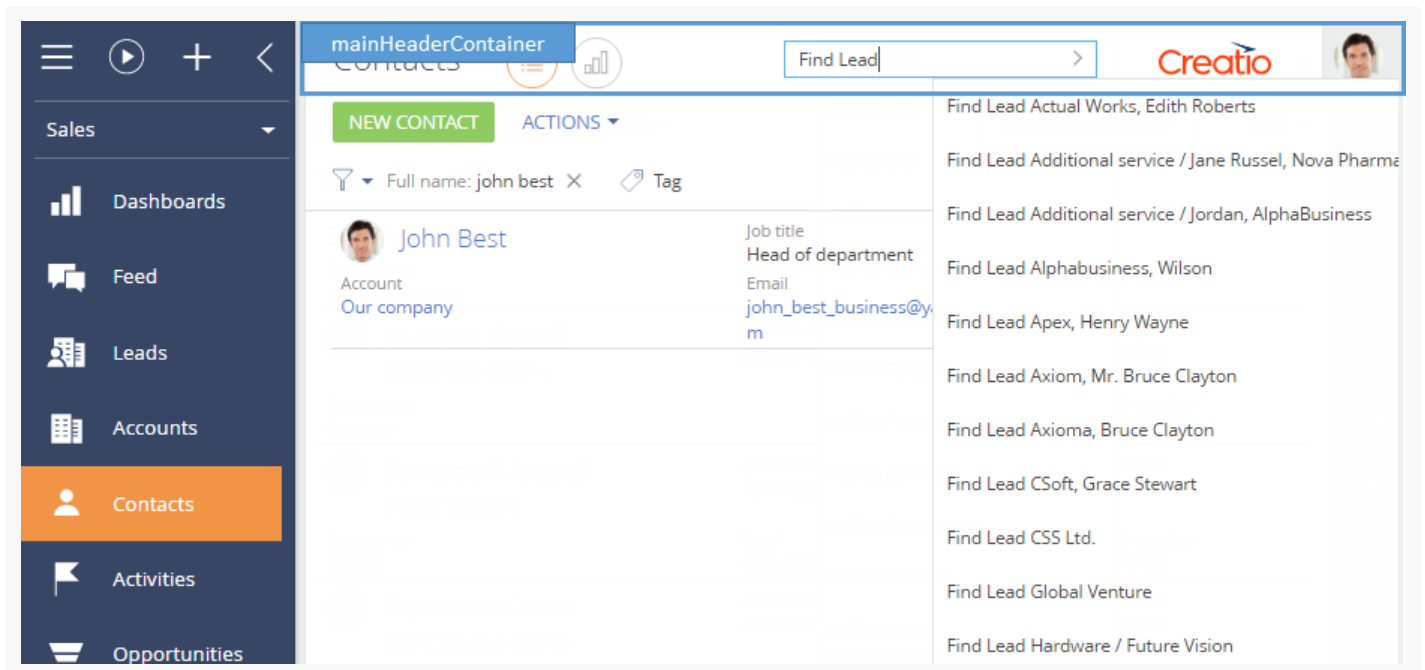 mainHeaderContainer
Contacts
Find Lead
Creatio
Sales
Dashboards
Feed
Leads
Accounts
Contacts
Activities
Opportunities
NEW CONTACT ACTIONS
Full name: john best Tag
John Best
Account
Our company
Job title
Head of department
Email
john_best_business@y
m
Find Lead Actual Works, Edith Roberts
Find Lead Additional service / Jane Russel, Nova Pharma
Find Lead Additional service / Jordan, AlphaBusiness
Find Lead Alphabusiness, Wilson
Find Lead Apex, Henry Wayne
Find Lead Axiom, Mr. Bruce Clayton
Find Lead Axioma, Bruce Clayton
Find Lead CSoft, Grace Stewart
Find Lead CSS Ltd.
Find Lead Global Venture
Find Lead Hardware / Future Vision